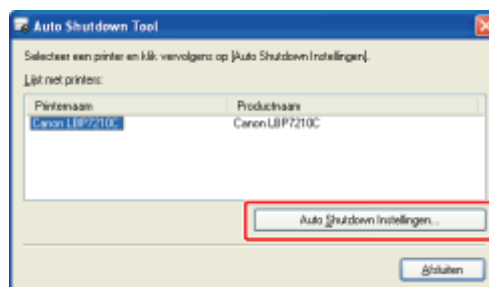 Auto Shutdown Tool
Selecteer een printer en klik vervolgens op [Auto Shutdown Instellingen].
Lijst met printers:
Printernaam Productnaam
Canon LBP7210C Canon LBP7210C
Auto Shutdown Instellingen...
Afsluiten